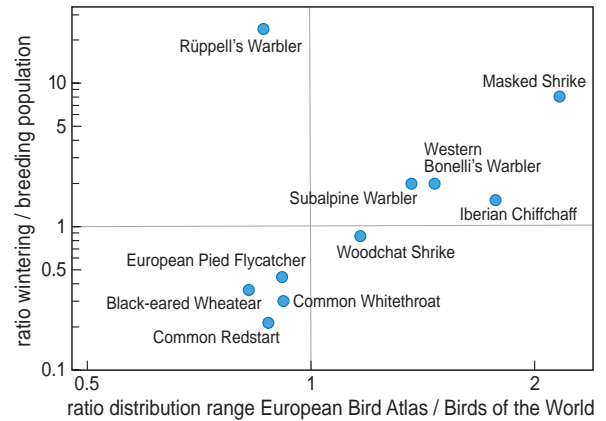 ratio wintering / breeding population
10
5
1
0.5
0.1
Rüppell's Warbler
Masked Shrike
Western
Bonelli's Warbler
Subalpine Warbler
Iberian Chiffchaff
Woodchat Shrike
European Pied Flycatcher
Black-eared Wheatear
Common Whitethroat
Common Redstart
0.5
1
2
ratio distribution range European Bird Atlas / Birds of the World